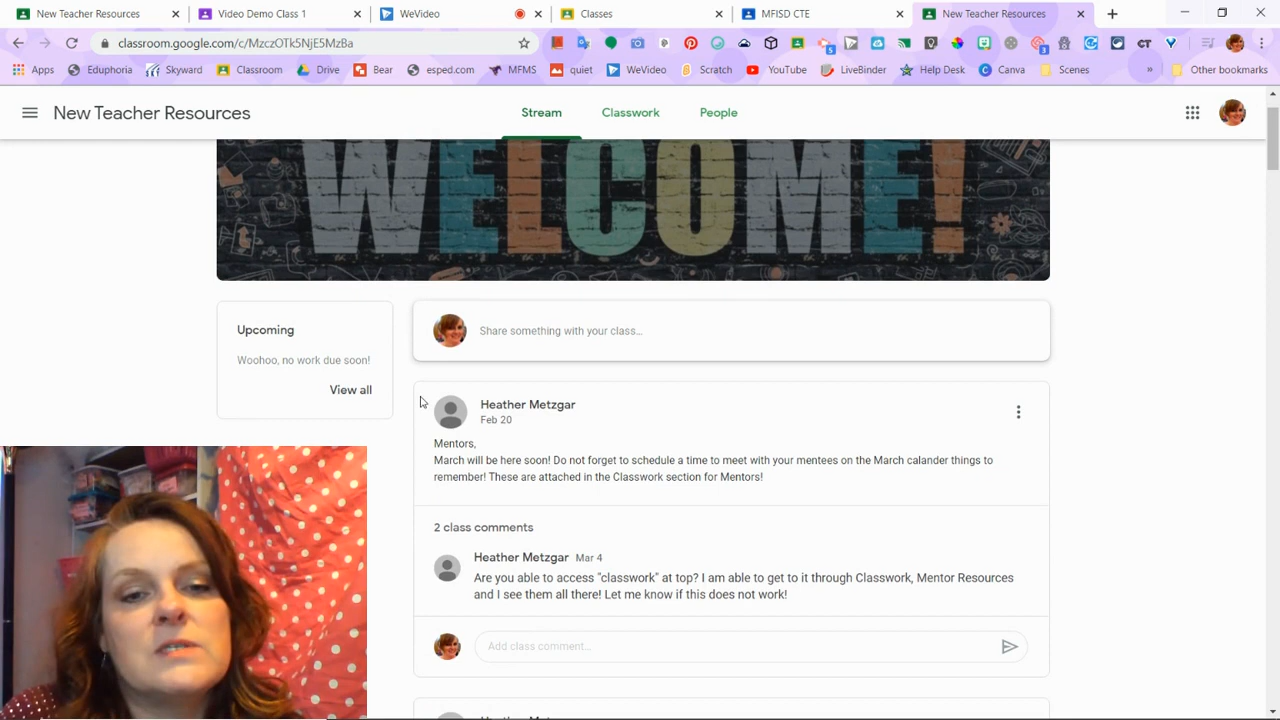 New Teacher Resources
Video Demo Class 1
WeVideo
Classes
MFISD CTE
New Teacher Resources
classroom.google.com/c/MzczOTk5NjE5MzBa
5
3
GT
Apps
Eduphoria
Skyward
Classroom
Drive
Bear
esped.com
MFMS
quiet
WeVideo
Scratch
YouTube
LiveBinder
Help Desk
Canva
Scenes
»
Other bookmarks
New Teacher Resources
Stream
Classwork
People
WELCOME!
Upcoming
Woohoo, no work due soon!
View all
Share something with your class...
Heather Metzgar
Feb 20
Mentors,
March will be here soon! Do not forget to schedule a time to meet with your mentees on the March calander things to
remember! These are attached in the Classwork section for Mentors!
2 class comments
Heather Metzgar Mar 4
Are you able to access "classwork" at top? I am able to get to it through Classwork, Mentor Resources
and I see them all there! Let me know if this does not work!
Add class comment...